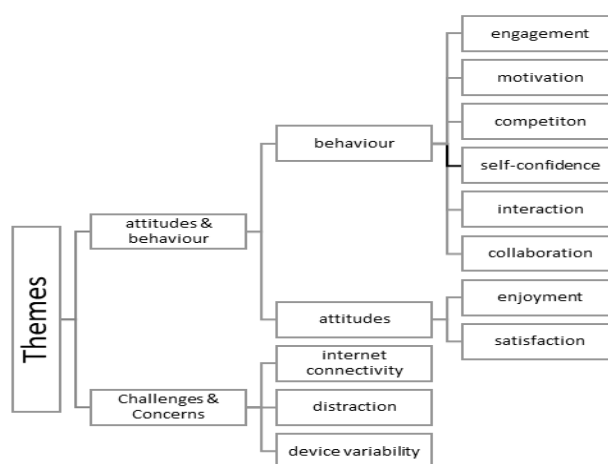 Themes
attitudes &
behaviour
behaviour
engagement
motivation
competiton
self-confidence
interaction
collaboration
attitudes
enjoyment
satisfaction
Challenges &
Concerns
internet
connectivity
distraction
device variability